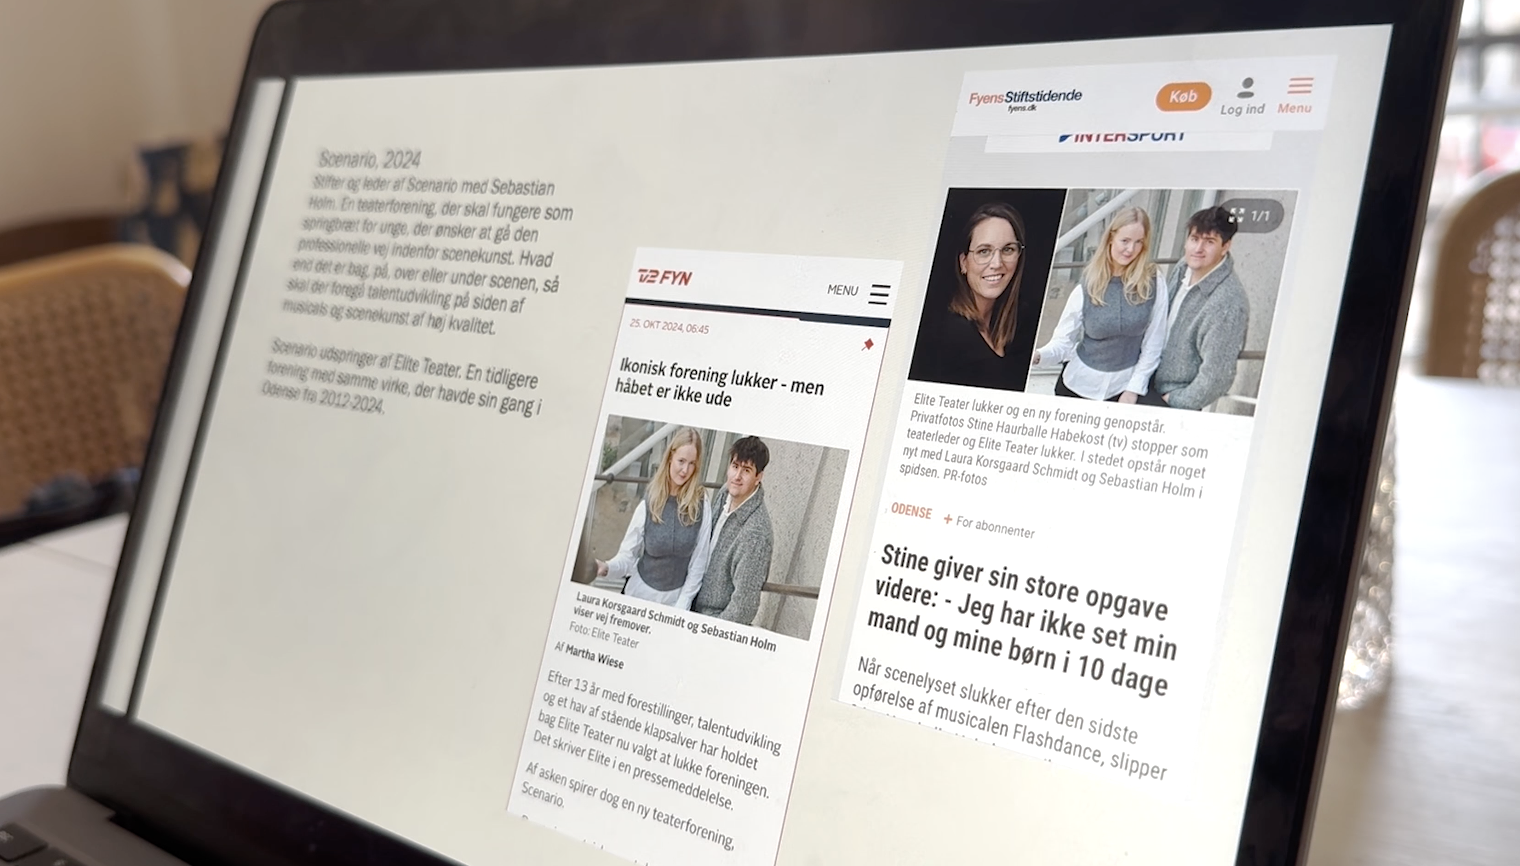 Scenario, 2024
Stifter og leder af Scenario med Sebastian
Holm. En teaterforening, der skal fungere som
springbræt for unge, der ønsker at gå den
professionelle vej indenfor scenekunst. Hvad
end det er bag, på, over eller under scenen, så
skal der foregå talentudvikling på siden af
musicals og scenekunst af høj kvalitet.
Scenario udspringer af Elite Teater. En tidligere
forening med samme virke, der havde sin gang i
Odense fra 2012-2024.
TV2 FYN
MENU
25. OKT 2024, 06:45
Ikonisk forening lukker - men
håbet er ikke ude
Laura Korsgaard Schmidt og Sebastian Holm
viser vej fremover.
Foto: Elite Teater
Af Martha Wiese
Efter 13 år med forestillinger, talentudvikling
og et hav af stående klapsalver har holdet
bag Elite Teater nu valgt at lukke foreningen.
Det skriver Elite i en pressemeddelelse.
Af asken spirer dog en ny teaterforening,
Scenario.
FyensStiftstidende
fyens.dk
Køb
Log ind
Menu
INTERSPORT
1/1
Elite Teater lukker og en ny forening genopstår.
Privatfotos Stine Haurballe Habekost (tv) stopper som
teaterleder og Elite Teater lukker. I stedet opstår noget
nyt med Laura Korsgaard Schmidt og Sebastian Holm i
spidsen. PR-fotos
ODENSE + For abonnenter
Stine giver sin store opgave
videre: - Jeg har ikke set min
mand og mine børn i 10 dage
Når scenelyset slukker efter den sidste
opførelse af musicalen Flashdance, slipper